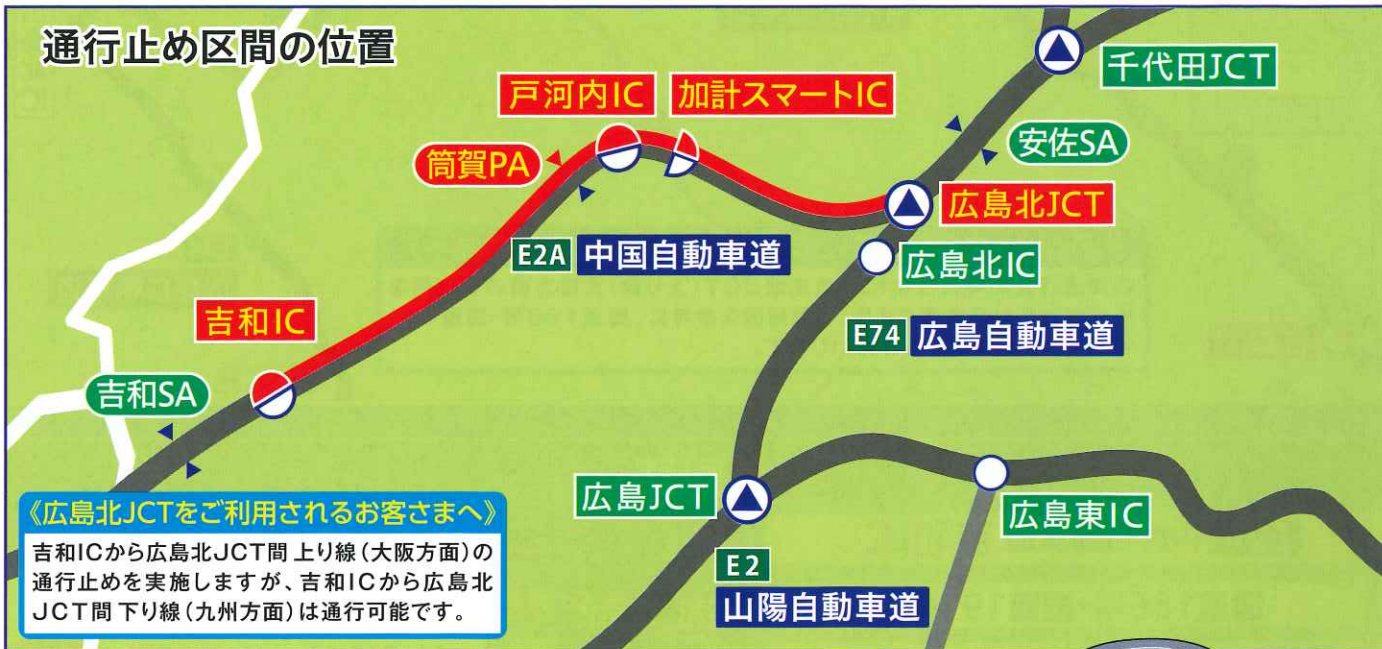 通行止め区間の位置
千代田JCT
戸河内IC
加計スマートIC
安佐SA
筒賀PA
広島北JCT
E2A 中国自動車道
広島北IC
吉和IC
E74 広島自動車道
吉和SA
広島JCT
広島東IC
E2
山陽自動車道
《広島北JCTをご利用されるお客さまへ》
吉和ICから広島北JCT間 上り線（大阪方面）の
通行止めを実施しますが、吉和ICから広島北
JCT間 下り線（九州方面）は通行可能です。